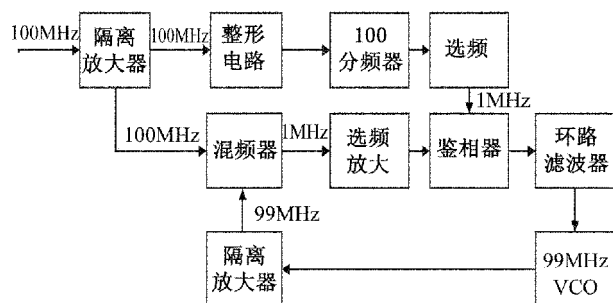 100MHz
隔离
放大器
100MHz
整形
电路
100
分频器
选频
1MHz
100MHz
混频器
1MHz
选频
放大
鉴相器
环路
滤波器
99MHz
隔离
放大器
99MHz
VCO